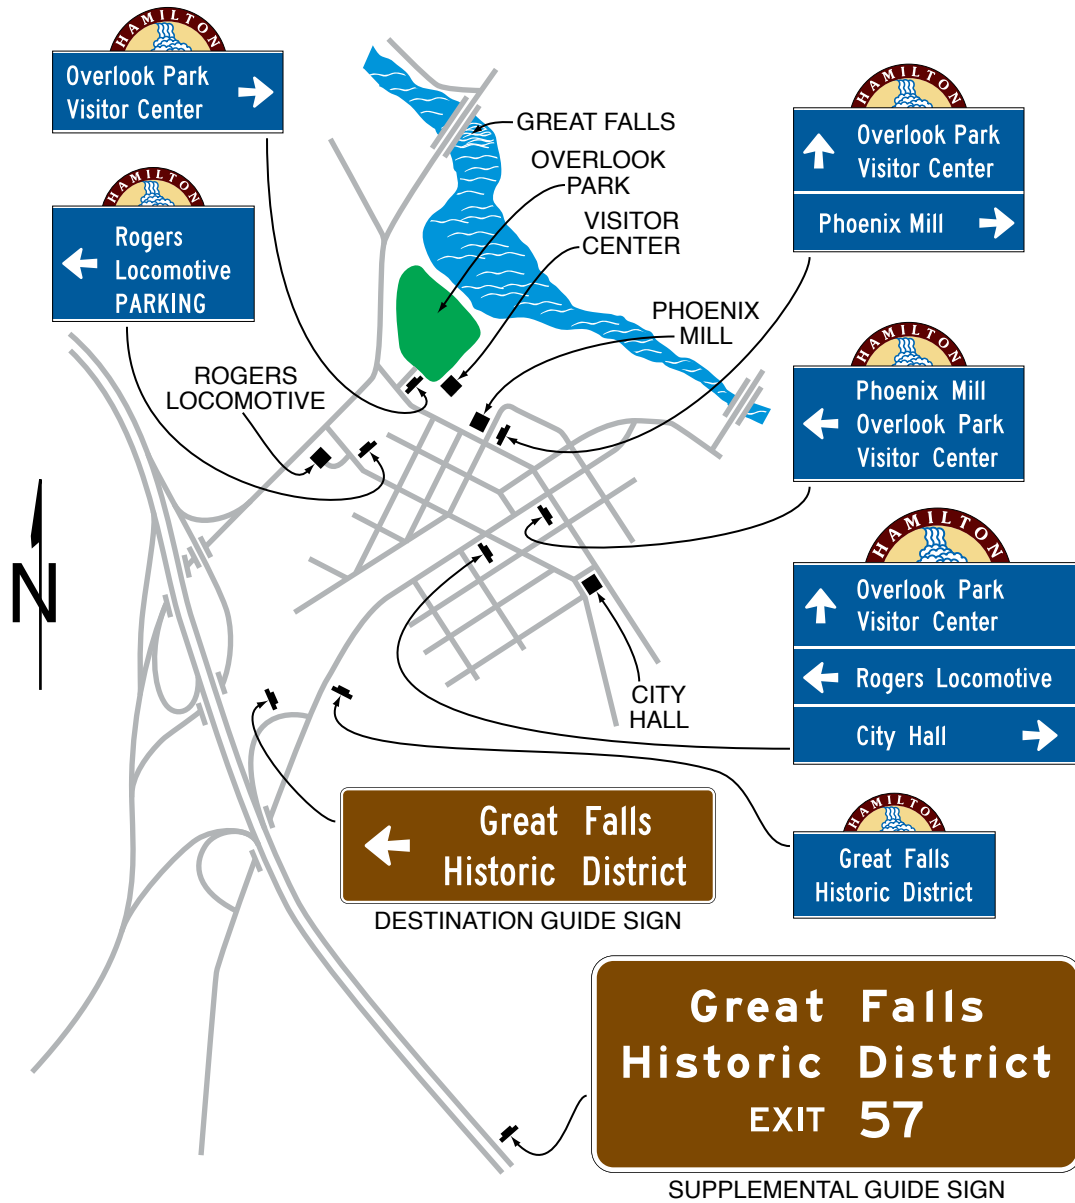 HAMILTON
Overlook Park
Visitor Center
HAMILTON
Rogers
Locomotive
PARKING
GREAT FALLS
OVERLOOK
PARK
VISITOR
CENTER
PHOENIX
MILL
ROGERS
LOCOMOTIVE
HAMILTON
Overlook Park
Visitor Center
Phoenix Mill
HAMILTON
Phoenix Mill
Overlook Park
Visitor Center
HAMILTON
Overlook Park
Visitor Center
Rogers Locomotive
City Hall
N
CITY
HALL
Great Falls
Historic District
DESTINATION GUIDE SIGN
HAMILTON
Great Falls
Historic District
Great Falls
Historic District
EXIT 57
SUPPLEMENTAL GUIDE SIGN